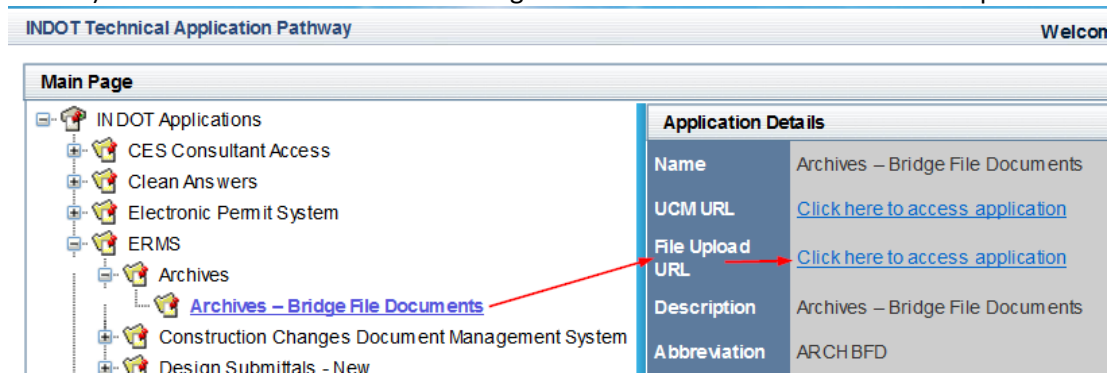 INDOT Technical Application Pathway
Welcom
Main Page
INDOT Applications
CES Consultant Access
Clean Answers
Electronic Permit System
ERMS
Archives
Archives – Bridge File Documents
Construction Changes Document Management System
Design Submittals - New
Application Details
Name Archives – Bridge File Documents
UCM URL Click here to access application
File Upload
URL Click here to access application
Description Archives – Bridge File Documents
Abbreviation ARCHBFD